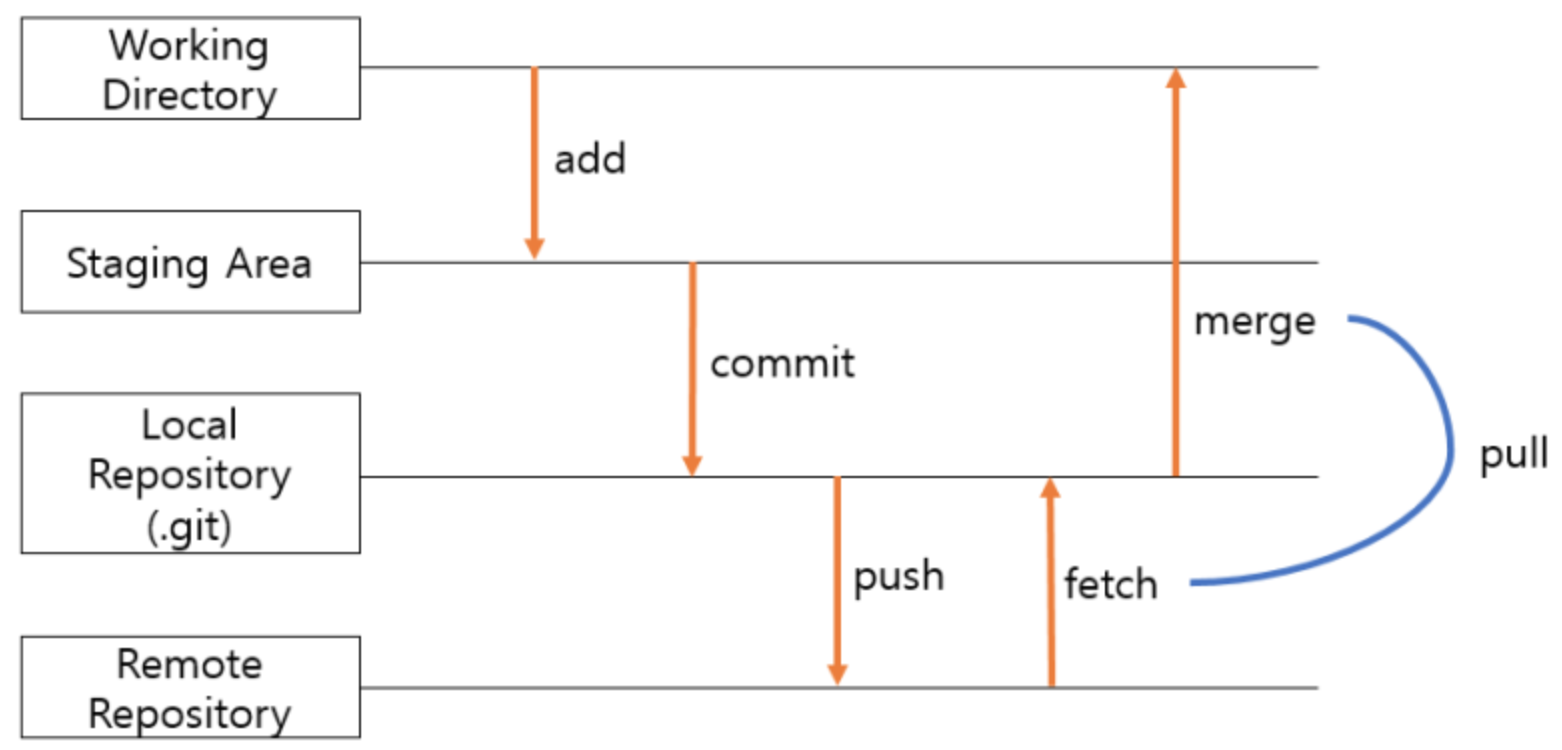 Working
Directory
add
Staging Area
merge
commit
Local
Repository
(.git)
pull
push
fetch
Remote
Repository